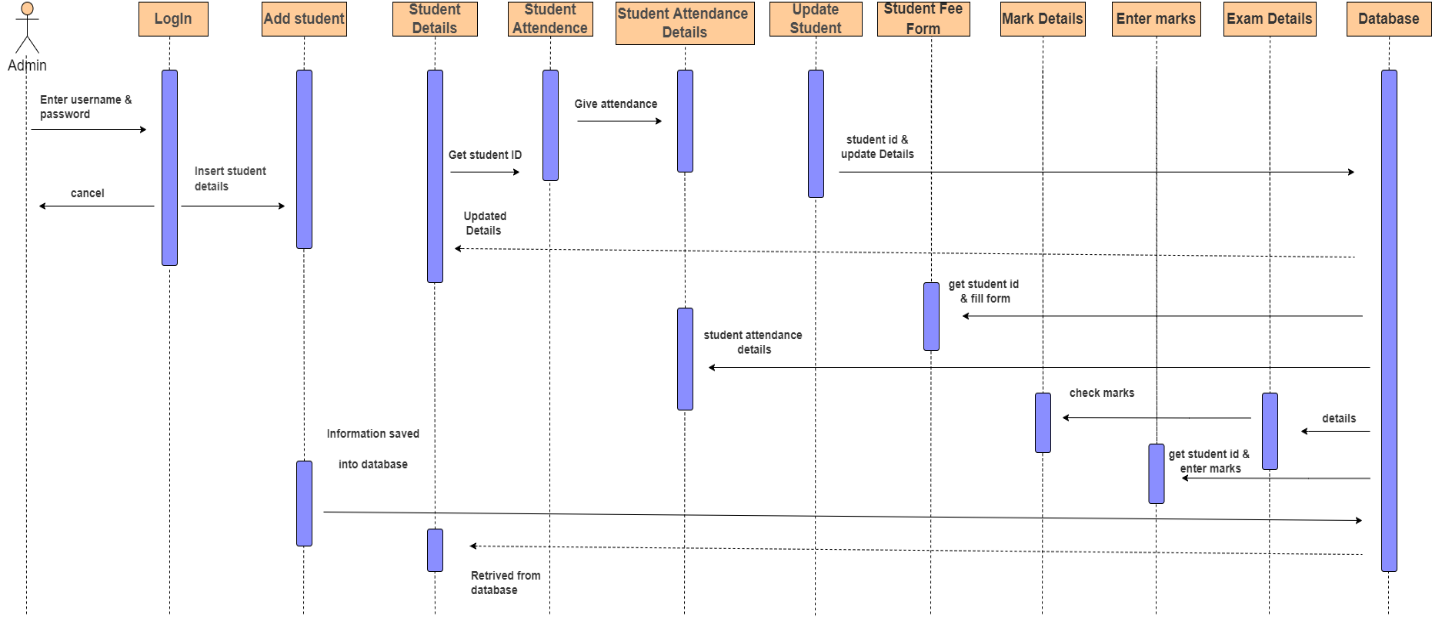 LogIn
Add student
Student
Details
Student
Attendence
Student Attendance
Details
Update
Student
Student Fee
Form
Mark Details
Enter marks
Exam Details
Database
Admin
Enter username &
password
Give attendance
student id &
update Details
Get student ID
Insert student
details
cancel
Updated
Details
get student id
& fill form
student attendance
details
check marks
details
Information saved
into database
get student id &
enter marks
Retrived from
database